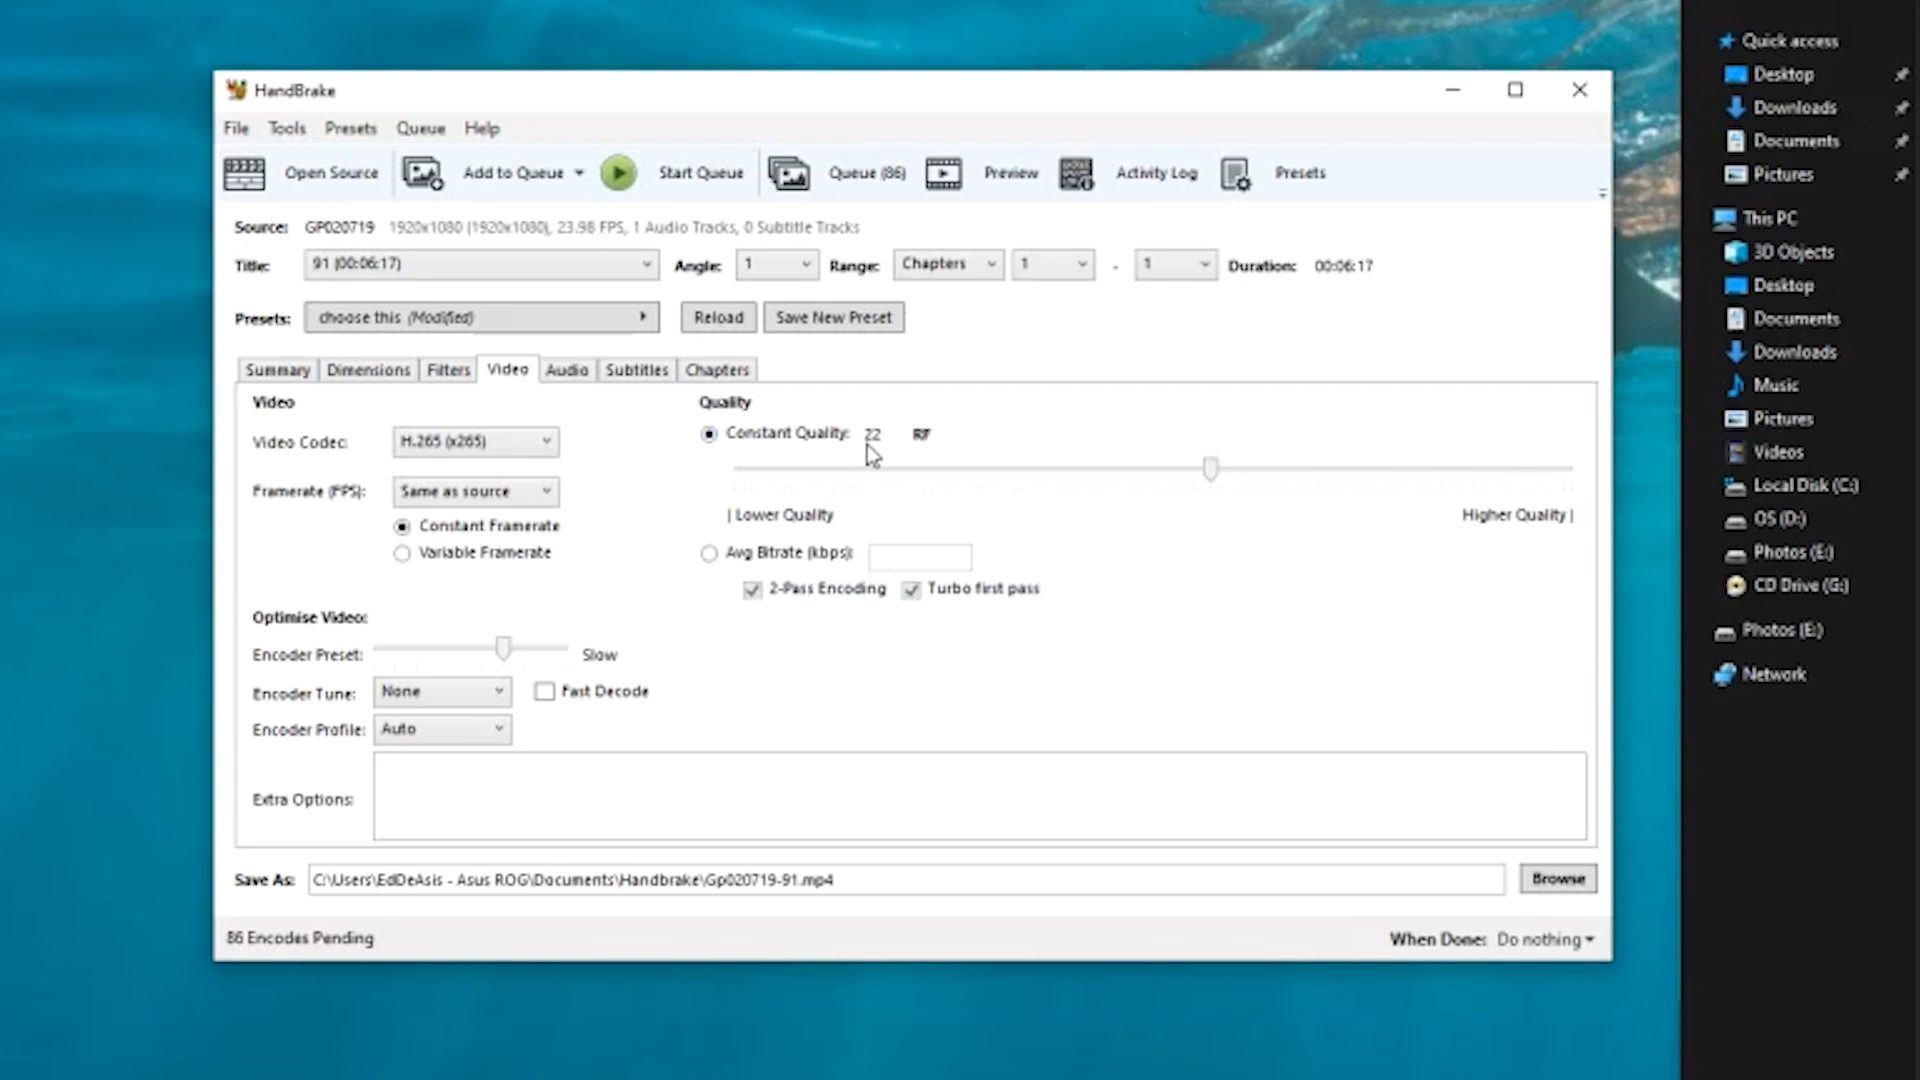 HandBrake
File Tools Presets Queue Help
Open Source Add to Queue Start Queue Queue (86) Preview Activity Log Presets
Source: GP020719 1920x1080 (1920x1080), 23.98 FPS, 1 Audio Tracks, 0 Subtitle Tracks
Title: 91 (00:06:17) Angle: 1 Range: Chapters 1 - 1 Duration: 00:06:17
Presets: choose this (Modified) Reload Save New Preset
Summary Dimensions Filters Video Audio Subtitles Chapters
Video Quality
Constant Quality: 22 RF
Video Codec: H.265 (x265)
Framerate (FPS): Same as source
| Lower Quality Higher Quality |
Constant Framerate
Variable Framerate Avg Bitrate (kbps):
2-Pass Encoding Turbo first pass
Optimise Video:
Encoder Preset: Slow
Encoder Tune: None Fast Decode
Encoder Profile: Auto
Extra Options:
Save As: C:\Users\EdDeAsis - Asus ROG\Documents\Handbrake\Gp020719-91.mp4 Browse
86 Encodes Pending When Done: Do nothing
Quick access
Desktop
Downloads
Documents
Pictures
This PC
3D Objects
Desktop
Documents
Downloads
Music
Pictures
Videos
Local Disk (C:)
OS (D:)
Photos (E:)
CD Drive (G:)
Photos (E:)
Network